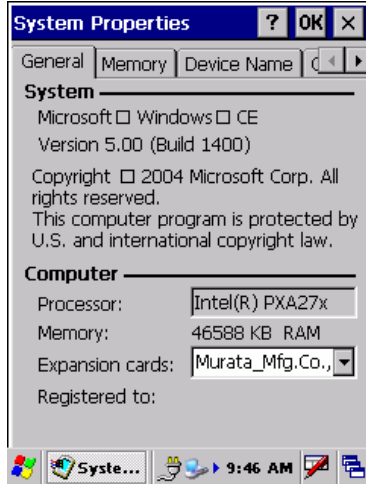 System Properties ? OK ×
General Memory Device Name
System
Microsoft□ Windows□ CE
Version 5.00 (Build 1400)
Copyright □ 2004 Microsoft Corp. All
rights reserved.
This computer program is protected by
U.S. and international copyright law.
Computer
Processor: Intel(R) PXA27x
Memory: 46588 KB RAM
Expansion cards: Murata_Mfg.Co.,
Registered to:
Syste... 9:46 AM